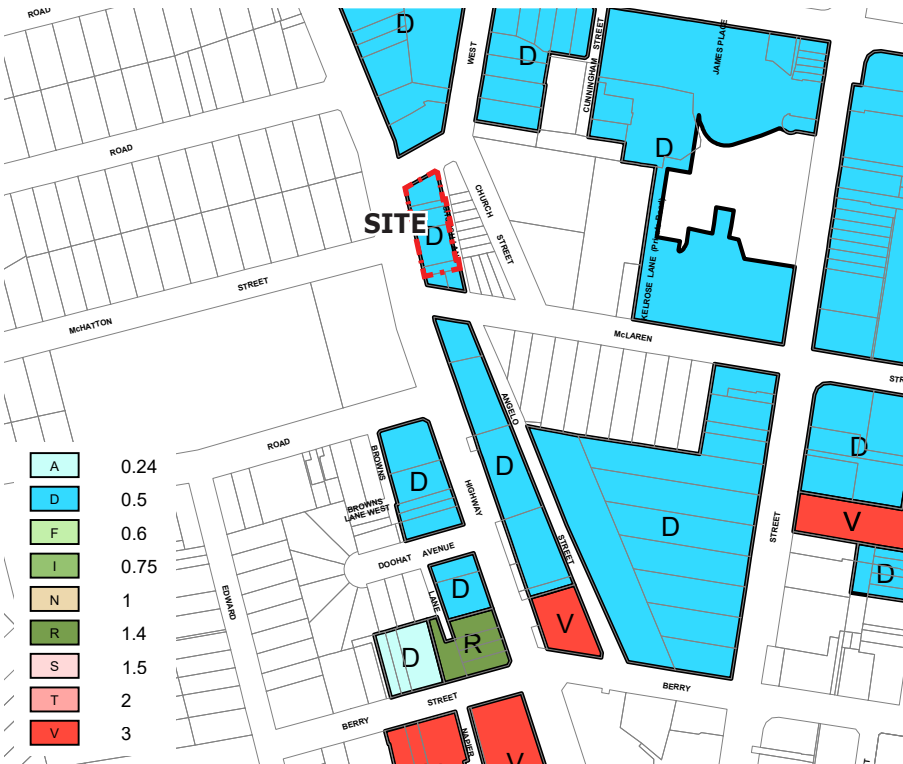 ROAD
D
WEST
D
CUNNINGHAM STREET
JAMES PLACE
ROAD
D
SITE
D
CHURCH
STREET
KELROSE LANE
STREET
McHATTON
McLAREN
STREET
ROAD
BROWNS
BROWNS
LANE WEST
D
HIGHWAY
D
ANGELO
STREET
D
STREET
D
V
D
DOOHAT AVENUE
EDWARD
LANE
D
D
R
V
BERRY
BERRY STREET
NAPIER
V
A 0.24
D 0.5
F 0.6
I 0.75
N 1
R 1.4
S 1.5
T 2
V 3